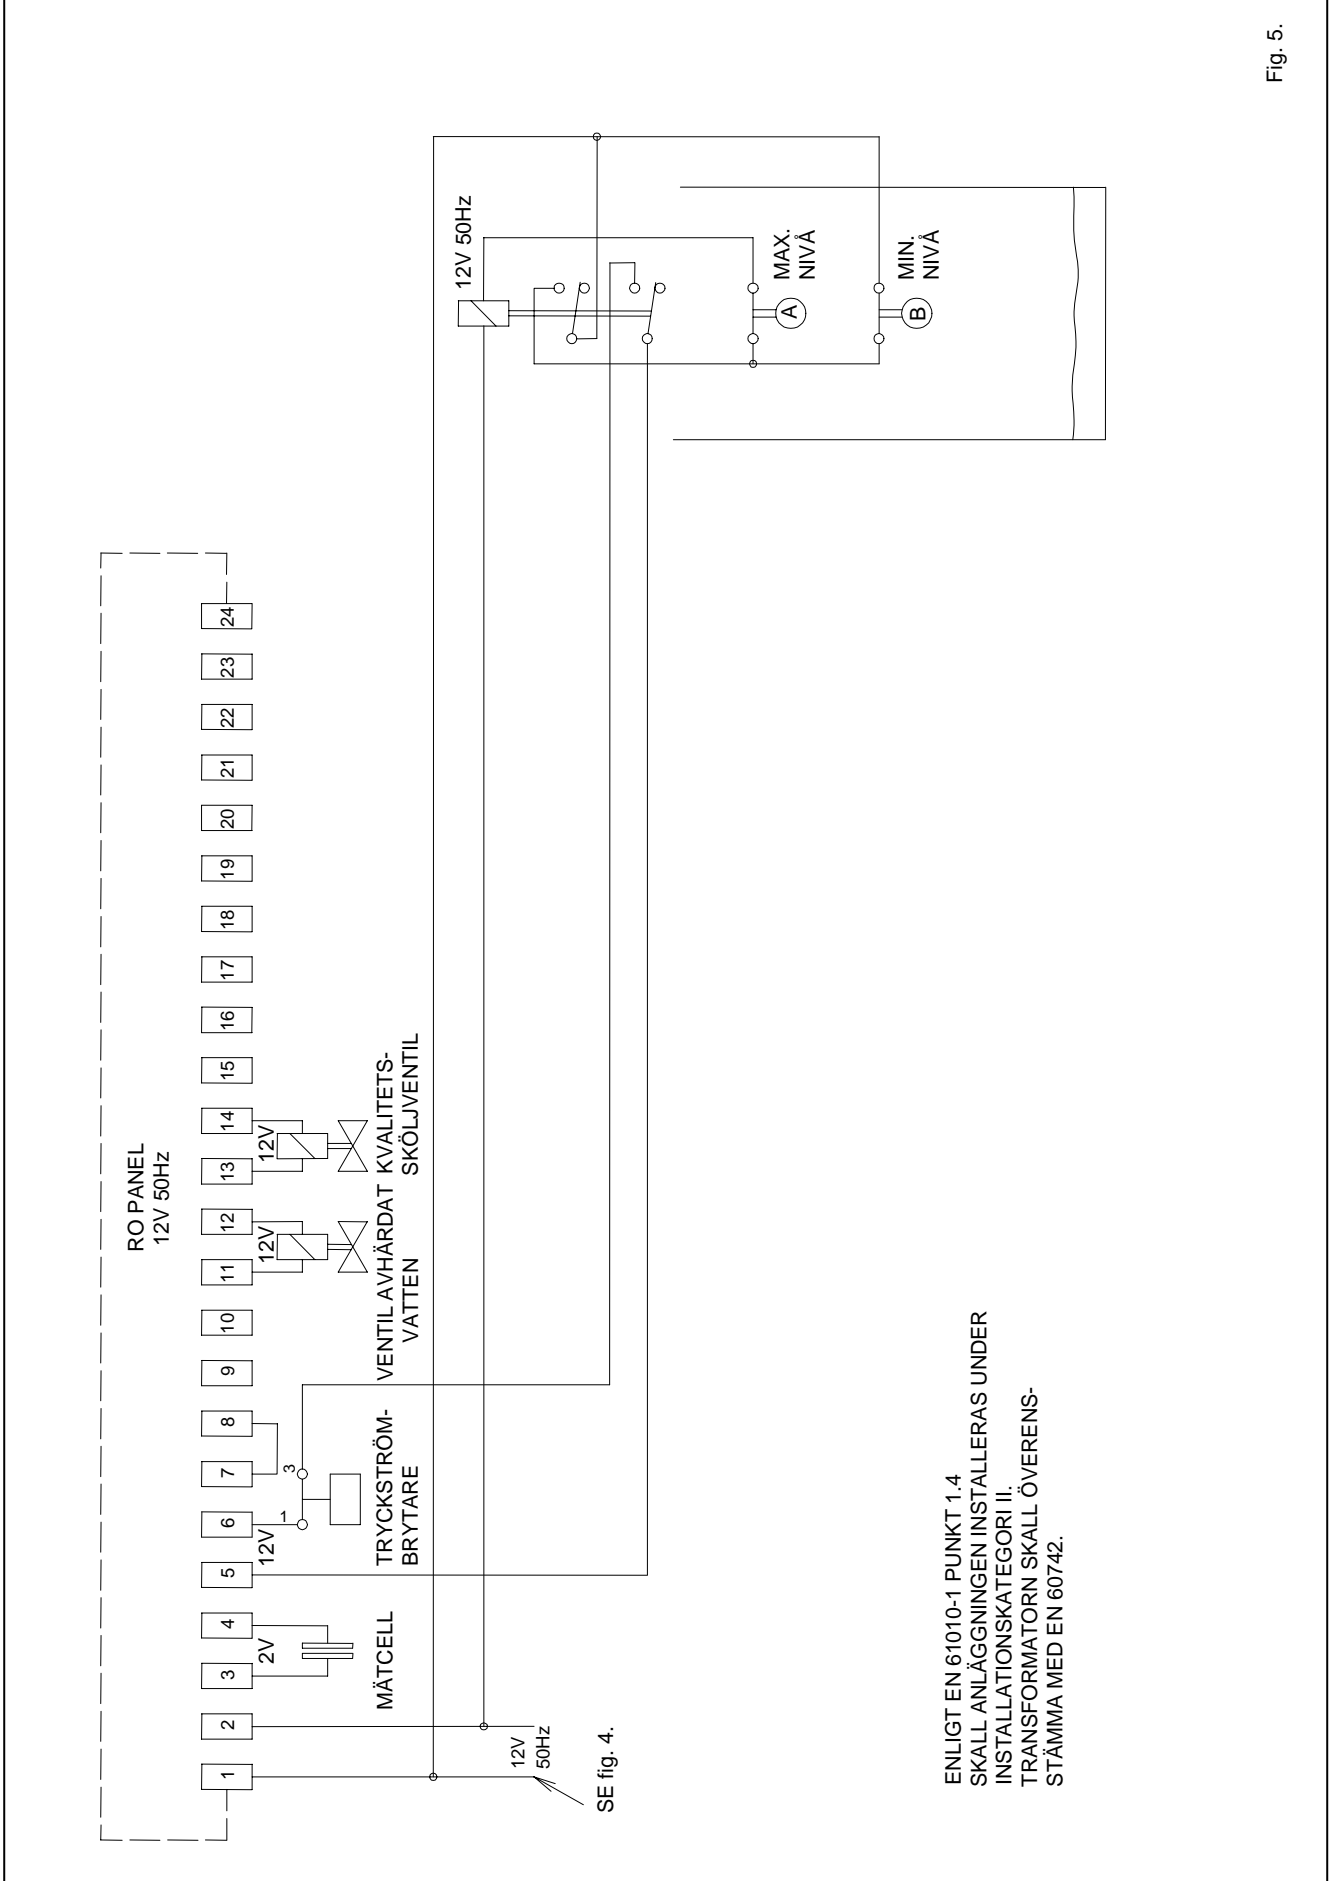 RO PANEL
12V 50Hz
1
2
3
4
5
6
7
8
9
10
11
12
13
14
15
16
17
18
19
20
21
22
23
24
2V
12V
12V
12V
1
3
MÄTCELL
TRYCKSTRÖM-
BRYTARE
VENTIL AVHÄRDAT
VATTEN
KVALITETS-
SKÖLJVENTIL
12V
50Hz
SE fig. 4.
12V 50Hz
A
MAX.
NIVÅ
B
MIN.
NIVÅ
ENLIGT EN 61010-1 PUNKT 1.4
SKALL ANLÄGGNINGEN INSTALLERAS UNDER
INSTALLATIONSKATEGORI II.
TRANSFORMATORN SKALL ÖVERENS-
STÄMMA MED EN 60742.
Fig. 5.